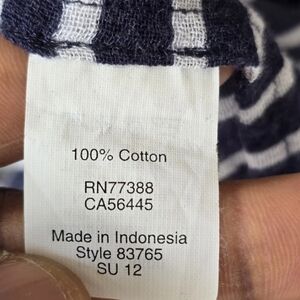 100% Cotton
RN77388
CA56445
Made in Indonesia
Style 83765
SU 12